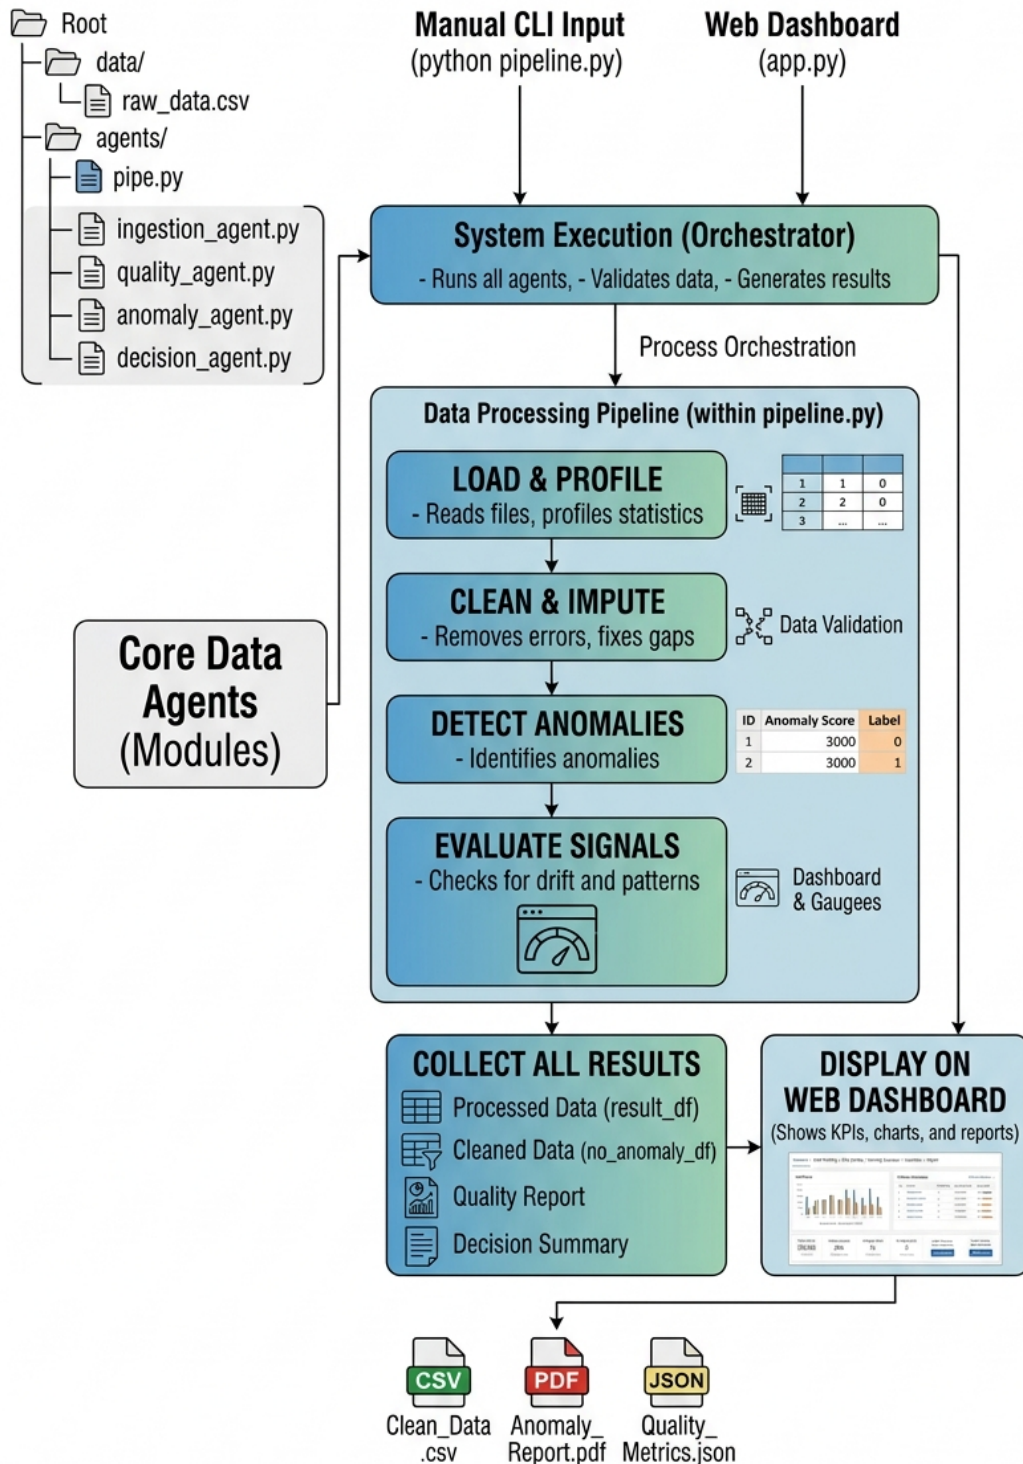 Root
data/
raw_data.csv
agents/
pipe.py
ingestion_agent.py
quality_agent.py
anomaly_agent.py
decision_agent.py
Manual CLI Input
(python pipeline.py)
Web Dashboard
(app.py)
System Execution (Orchestrator)
- Runs all agents, - Validates data, - Generates results
Process Orchestration
Core Data
Agents
(Modules)
Data Processing Pipeline (within pipeline.py)
LOAD & PROFILE
- Reads files, profiles statistics
1 1 0
2 2 0
3 ... ...
CLEAN & IMPUTE
- Removes errors, fixes gaps
Data Validation
DETECT ANOMALIES
- Identifies anomalies
ID Anomaly Score Label
1 3000 0
2 3000 1
EVALUATE SIGNALS
- Checks for drift and patterns
Dashboard
& Gaugees
COLLECT ALL RESULTS
Processed Data (result_df)
Cleaned Data (no_anomaly_df)
Quality Report
Decision Summary
DISPLAY ON
WEB DASHBOARD
(Shows KPIs, charts, and reports)
CSV
Clean_Data
.csv
PDF
Anomaly_
Report.pdf
JSON
Quality_
Metrics.json